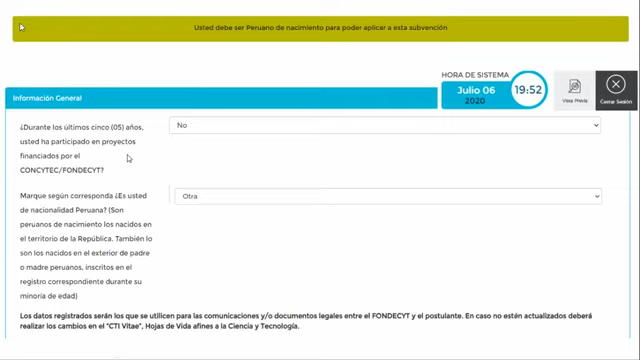 Usted debe ser Peruano de nacimiento para poder aplicar a esta subvención
HORA DE SISTEMA
Julio 06
2020
19:52
Vista Previa
Cerrar Sesión
Información General
¿Durante los últimos cinco (05) años,
usted ha participado en proyectos
financiados por el
CONCYTEC/FONDECYT?
No
Marque según corresponda ¿Es usted
de nacionalidad Peruana? (Son
peruanos de nacimiento los nacidos en
el territorio de la República. También lo
son los nacidos en el exterior de padre
o madre peruanos, inscritos en el
registro correspondiente durante su
minoría de edad)
Otra
Los datos registrados serán los que se utilicen para las comunicaciones y/o documentos legales entre el FONDECYT y el postulante. En caso no estén actualizados deberá
realizar los cambios en el "CTI Vitae", Hojas de Vida afines a la Ciencia y Tecnología.